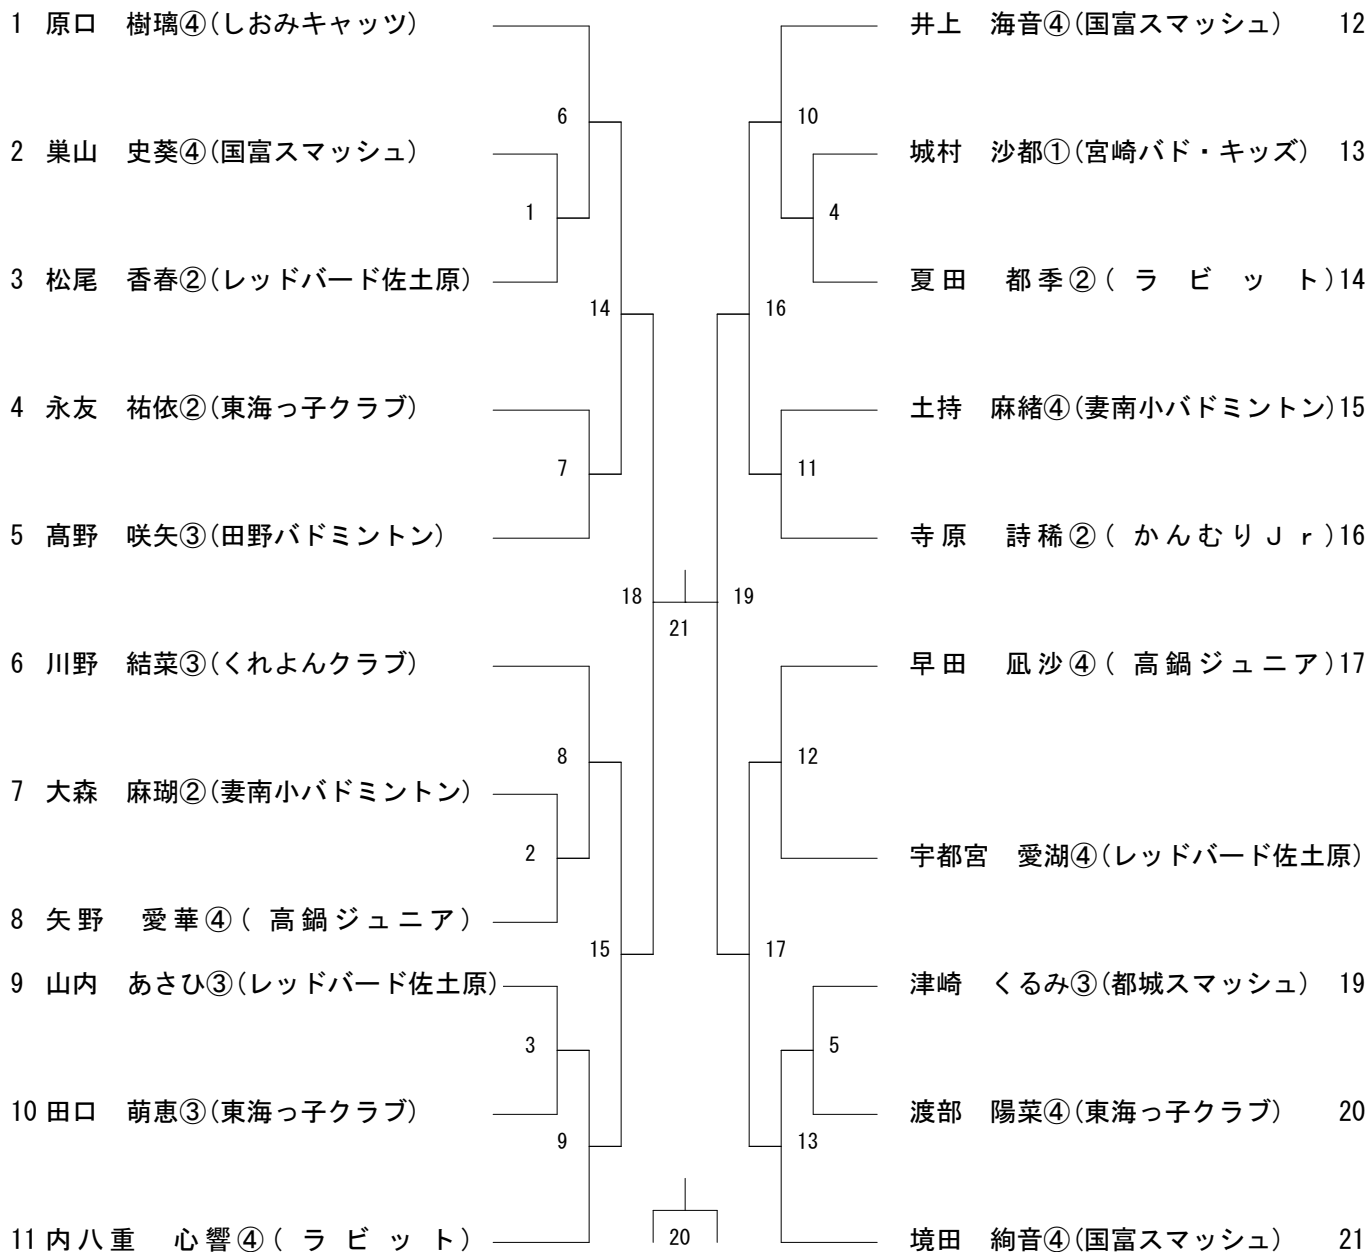 1 原口　樹璃④(しおみキャッツ)
井上　海音④(国富スマッシュ) 12
6
10
2 巣山　史葵④(国富スマッシュ)
城村　沙都①(宮崎バド・キッズ) 13
1
4
3 松尾　香春②(レッドバード佐土原)
夏田　都季②(ラビット)14
14
16
4 永友　祐依②(東海っ子クラブ)
土持　麻緒④(妻南小バドミントン)15
7
11
5 髙野　咲矢③(田野バドミントン)
寺原　詩稀②(かんむりＪｒ)16
18
19
21
6 川野　結菜③(くれよんクラブ)
早田　凪沙④(高鍋ジュニア)17
8
12
7 大森　麻瑚②(妻南小バドミントン)
2
宇都宮　愛湖④(レッドバード佐土原)
8 矢野　愛華④(高鍋ジュニア)
15
17
9 山内　あさひ③(レッドバード佐土原)
津崎　くるみ③(都城スマッシュ) 19
3
5
10 田口　萌恵③(東海っ子クラブ)
渡部　陽菜④(東海っ子クラブ) 20
9
13
11 内八重　心響④(ラビット)
20
境田　絢音④(国富スマッシュ) 21